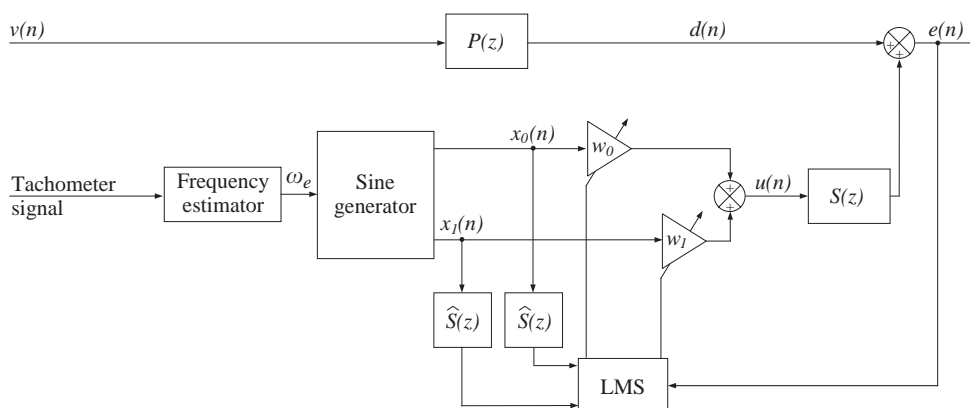 v(n)
P(z)
d(n)
e(n)
+
+
x₀(n)
w₀
Tachometer
signal
Frequency
estimator
ωₑ
Sine
generator
+
+
u(n)
S(z)
x₁(n)
w₁
Ŝ(z)
Ŝ(z)
LMS